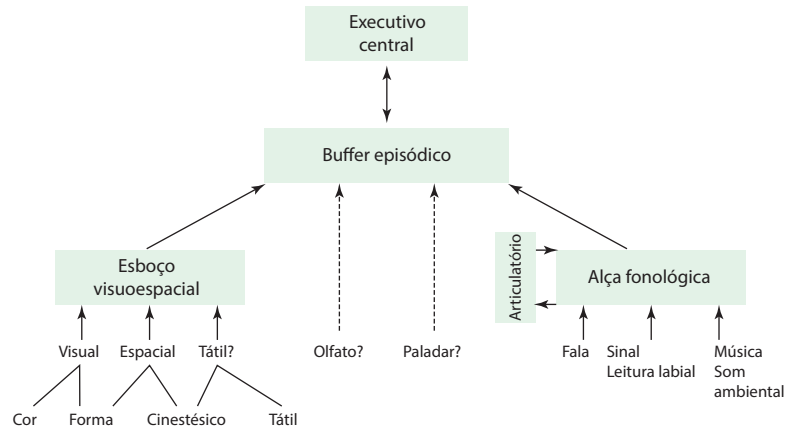 Executivo
central
Buffer episódico
Esboço
visuoespacial
Articulatório
Alça fonológica
Visual
Espacial
Tátil?
Olfato?
Paladar?
Fala
Sinal
Leitura labial
Música
Som
ambiental
Cor
Forma
Cinestésico
Tátil